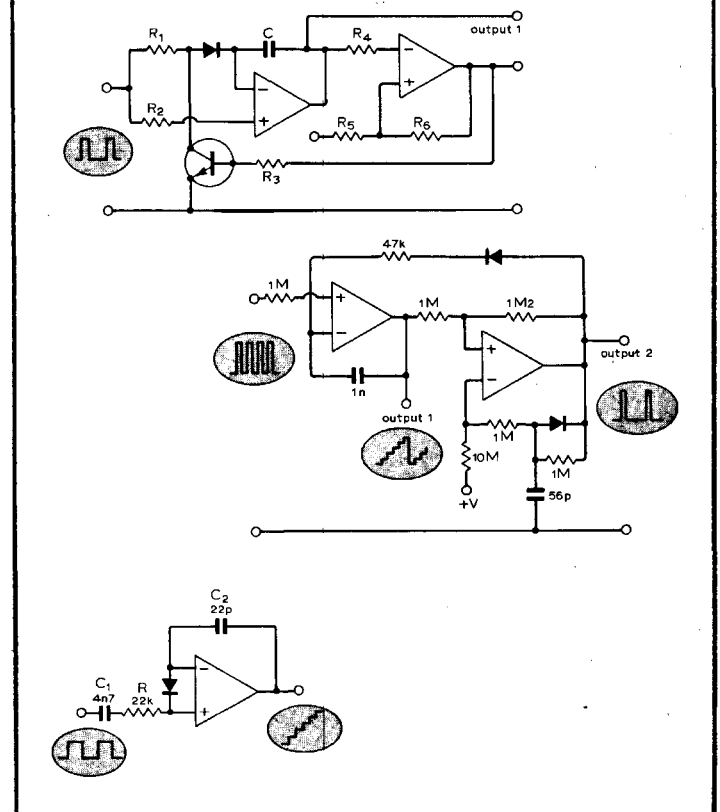 R1
C
R4
output 1
R2
R5
R6
R3
47k
1M
1M
1M2
output 2
1n
output 1
1M
1M
10M
56p
+V
C2
22p
C1
4n7
R
22k